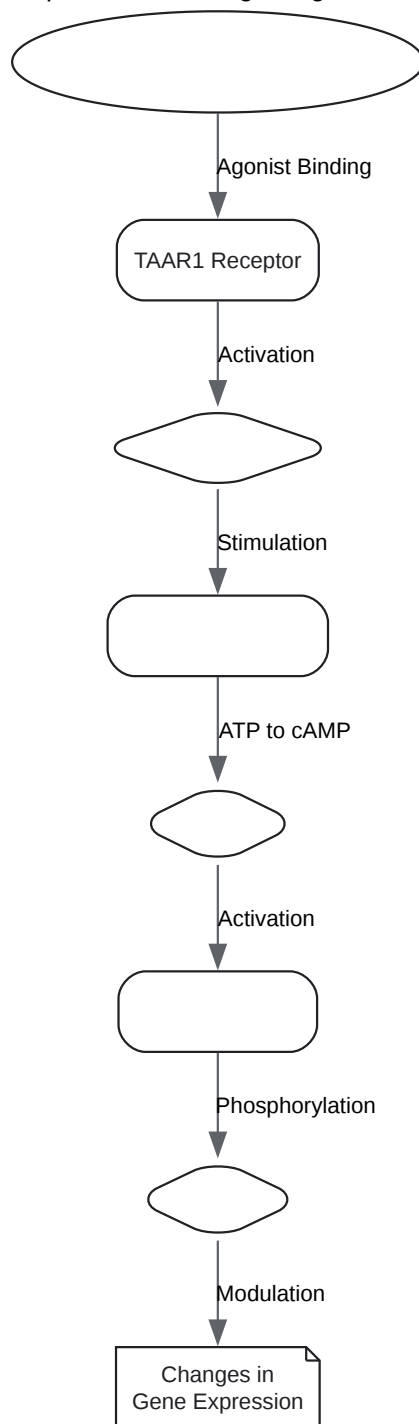 Agonist Binding
TAAR1 Receptor
Activation
Stimulation
ATP to cAMP
Activation
Phosphorylation
Modulation
Changes in
Gene Expression